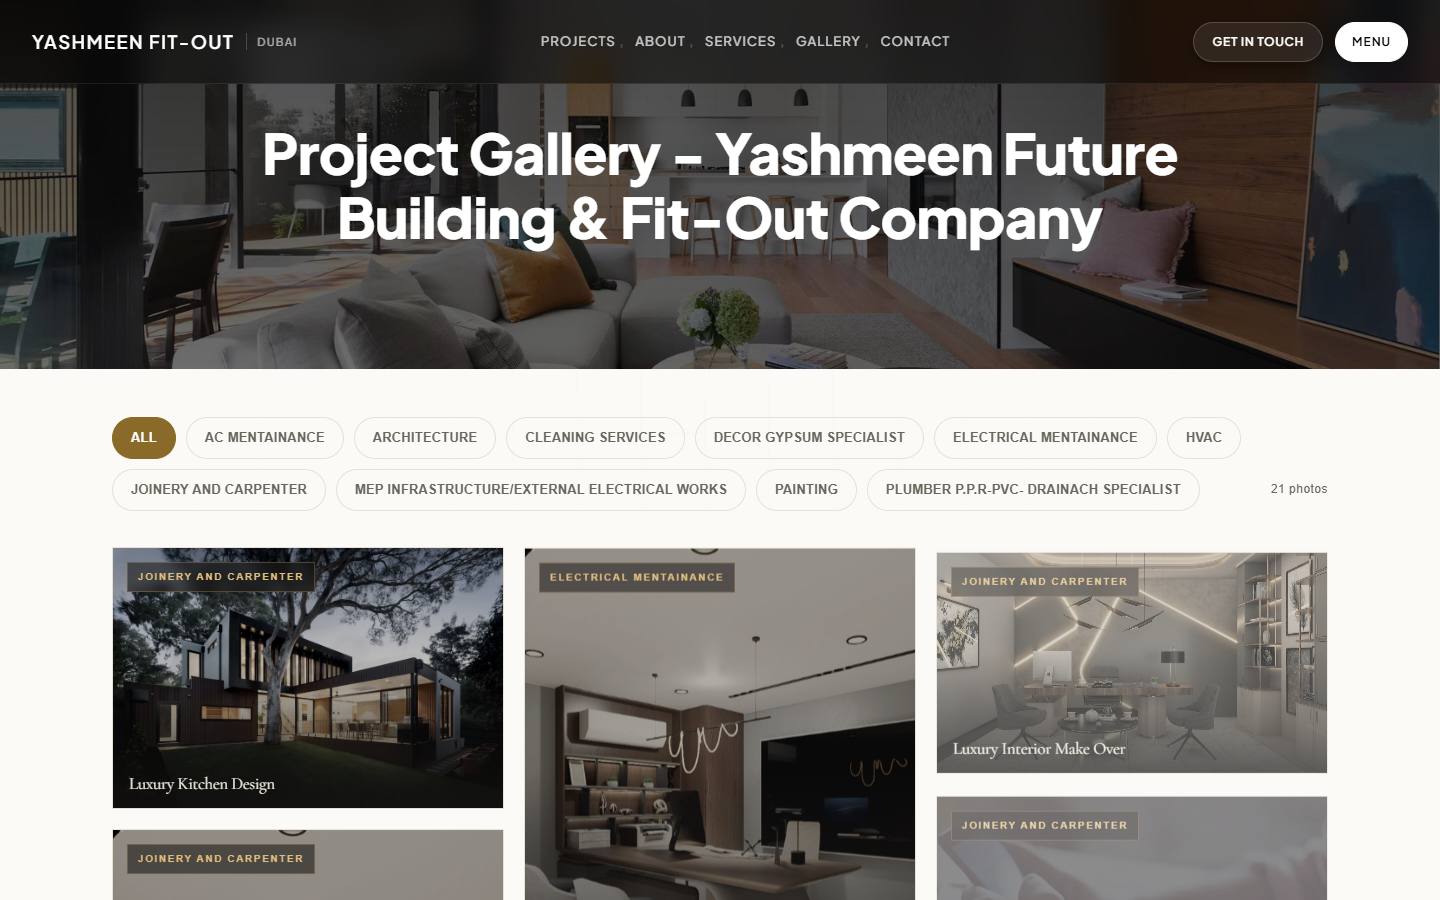 YASHMEEN FIT-OUT DUBAI
PROJECTS, ABOUT, SERVICES, GALLERY, CONTACT
GET IN TOUCH
MENU
Project Gallery - Yashmeen Future
Building & Fit-Out Company
ALL
AC MENTAINANCE
ARCHITECTURE
CLEANING SERVICES
DECOR GYPSUM SPECIALIST
ELECTRICAL MENTAINANCE
HVAC
JOINERY AND CARPENTER
MEP INFRASTRUCTURE/EXTERNAL ELECTRICAL WORKS
PAINTING
PLUMBER P.P.R-PVC- DRAINACH SPECIALIST
21 photos
JOINERY AND CARPENTER
Luxury Kitchen Design
ELECTRICAL MENTAINANCE
JOINERY AND CARPENTER
Luxury Interior Make Over
JOINERY AND CARPENTER
JOINERY AND CARPENTER